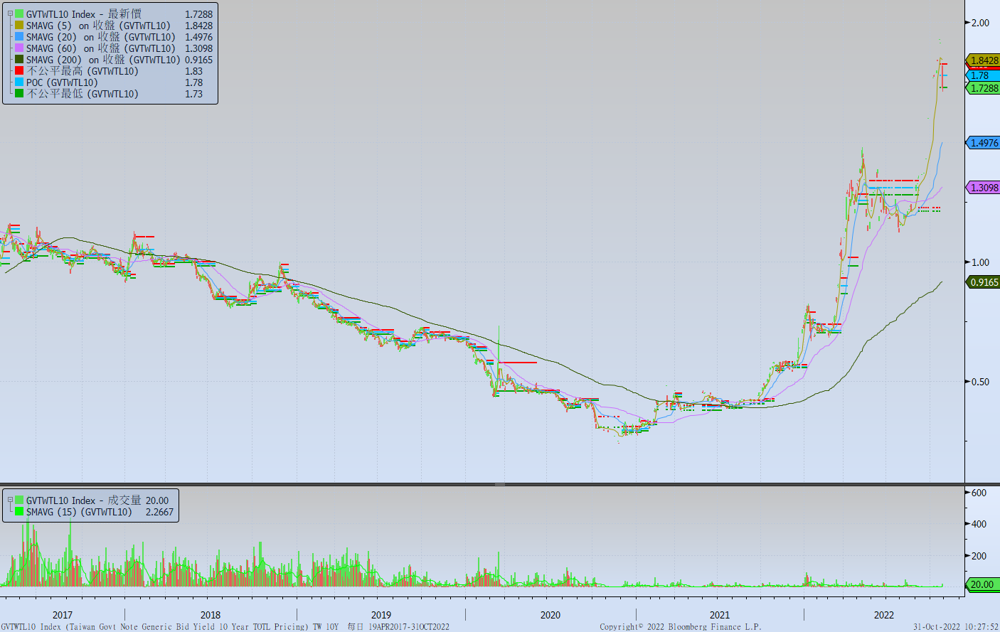 GVTWTL10 Index - 最新價 1.7288
SMAVG (5) on 收盤 (GVTWTL10) 1.8428
SMAVG (20) on 收盤 (GVTWTL10) 1.4976
SMAVG (60) on 收盤 (GVTWTL10) 1.3098
SMAVG (200) on 收盤 (GVTWTL10) 0.9165
不公平最高 (GVTWTL10) 1.83
POC (GVTWTL10) 1.78
不公平最低 (GVTWTL10) 1.73
2.00
1.8428
1.78
1.7288
1.4976
1.3098
1.00
0.9165
0.50
GVTWTL10 Index - 成交量 20.00
SMAVG (15) (GVTWTL10) 2.2667
600
400
200
20.00
2017 2018 2019 2020 2021 2022
GVTWTL10 Index (Taiwan Govt Note Generic Bid Yield 10 Year TOTL Pricing) TW 10Y 每日 19APR2017-31OCT2022 Copyright© 2022 Bloomberg Finance L.P. 31-Oct-2022 10:27:52